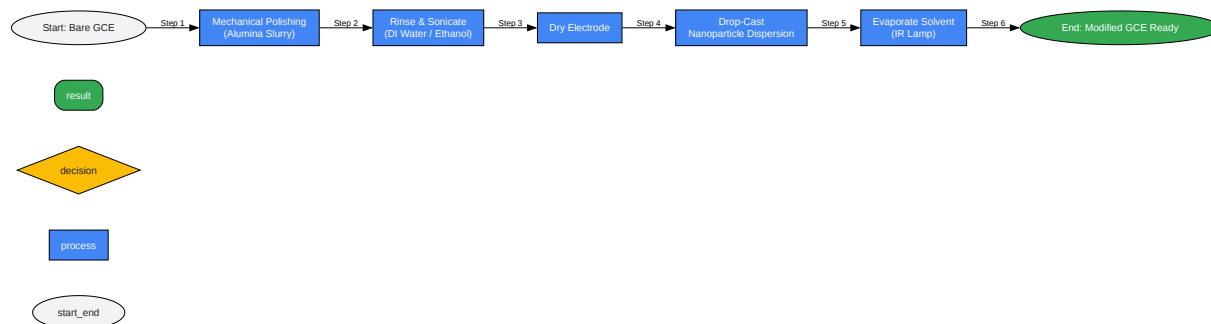 Start: Bare GCE
Step 1
Mechanical Polishing
(Alumina Slurry)
Step 2
Rinse & Sonicate
(DI Water / Ethanol)
Step 3
Dry Electrode
Step 4
Drop-Cast
Nanoparticle Dispersion
Step 5
Evaporate Solvent
(IR Lamp)
Step 6
End: Modified GCE Ready
result
decision
process
start_end